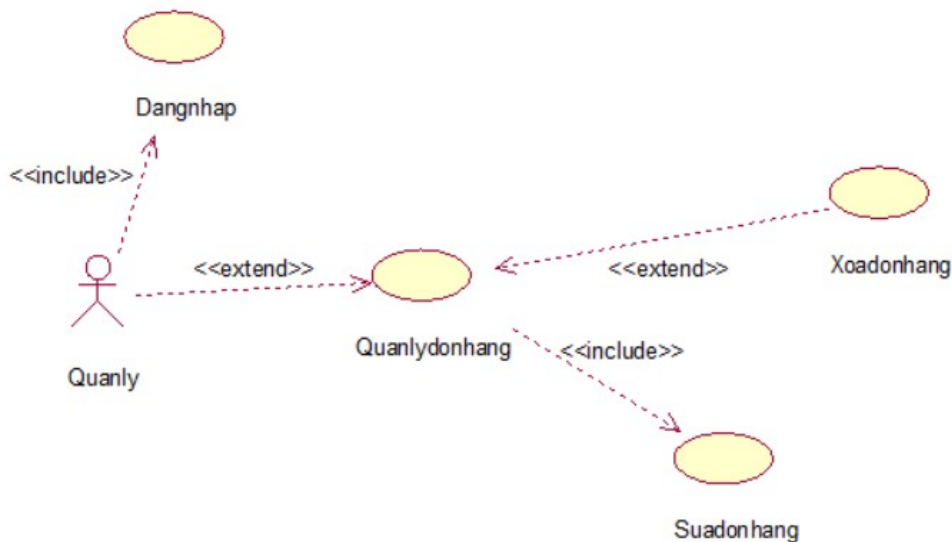 Dangnhap
<<include>>
<<extend>>
<<extend>>
Xoadonhang
Quanly
Quanlydonhang
<<include>>
Suadonhang